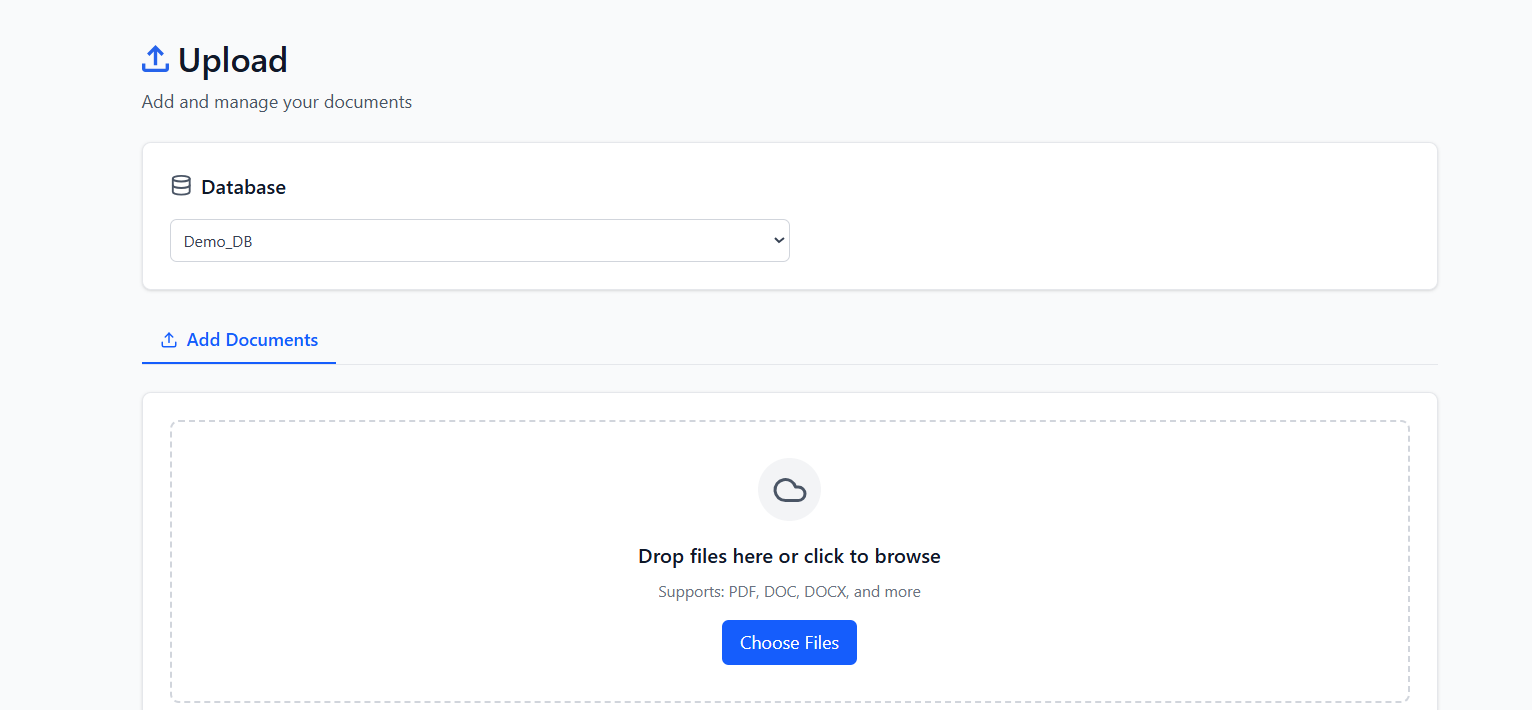 Upload
Add and manage your documents
Database
Demo_DB
Add Documents
Drop files here or click to browse
Supports: PDF, DOC, DOCX, and more
Choose Files